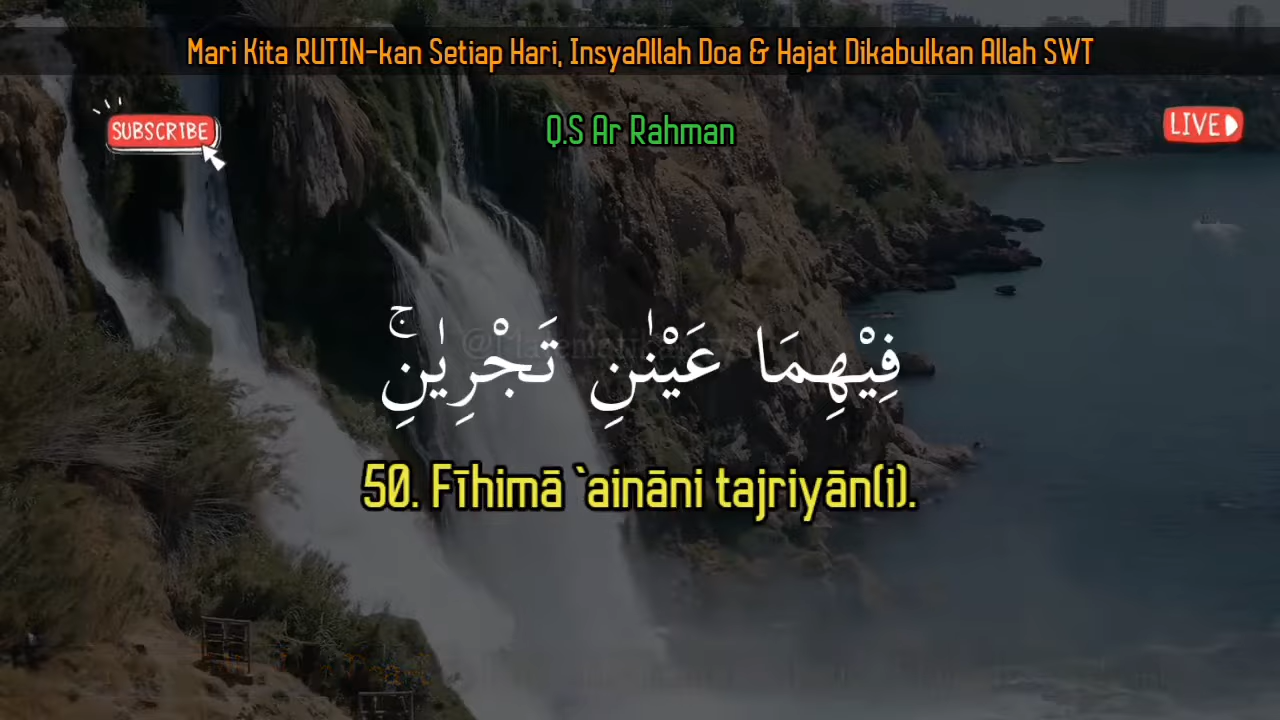 Mari Kita RUTIN-kan Setiap Hari, InsyaAllah Doa & Hajat Dikabulkan Allah SWT
SUBSCRIBE
Q.S Ar Rahman
LIVE
فِيْهِمَا عَيْنٰنِ تَجْرِيٰنِۚ
50. Fīhimā `aināni tajriyān(i).